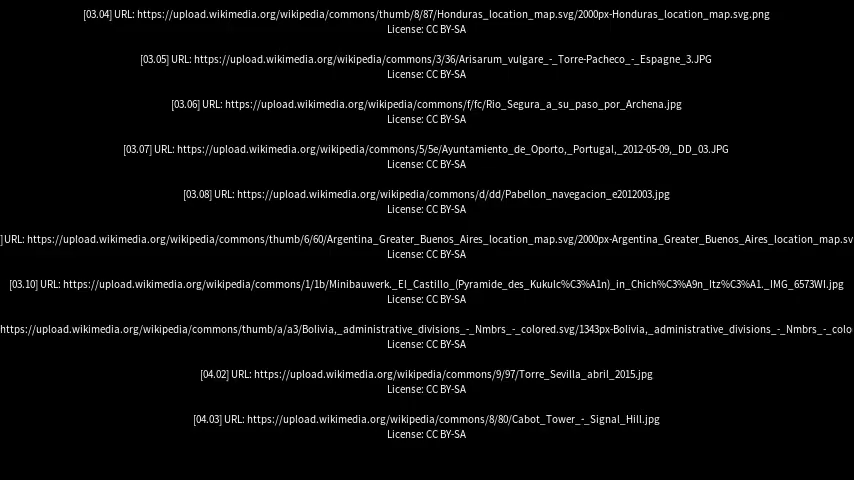 [03.04] URL: https://upload.wikimedia.org/wikipedia/commons/thumb/8/87/Honduras_location_map.svg/2000px-Honduras_location_map.svg.png
License: CC BY-SA
[03.05] URL: https://upload.wikimedia.org/wikipedia/commons/3/36/Arisarum_vulgare_-_Torre-Pacheco_-_Espagne_3.JPG
License: CC BY-SA
[03.06] URL: https://upload.wikimedia.org/wikipedia/commons/f/fc/Rio_Segura_a_su_paso_por_Archena.jpg
License: CC BY-SA
[03.07] URL: https://upload.wikimedia.org/wikipedia/commons/5/5e/Ayuntamiento_de_Oporto,_Portugal,_2012-05-09,_DD_03.JPG
License: CC BY-SA
[03.08] URL: https://upload.wikimedia.org/wikipedia/commons/d/dd/Pabellon_navegacion_e2012003.jpg
License: CC BY-SA
] URL: https://upload.wikimedia.org/wikipedia/commons/thumb/6/60/Argentina_Greater_Buenos_Aires_location_map.svg/2000px-Argentina_Greater_Buenos_Aires_location_map.sv
License: CC BY-SA
[03.10] URL: https://upload.wikimedia.org/wikipedia/commons/1/1b/Minibauwerk._El_Castillo_(Pyramide_des_Kukulc%C3%A1n)_in_Chich%C3%A9n_Itz%C3%A1._IMG_6573WI.jpg
License: CC BY-SA
https://upload.wikimedia.org/wikipedia/commons/thumb/a/a3/Bolivia,_administrative_divisions_-_Nmbrs_-_colored.svg/1343px-Bolivia,_administrative_divisions_-_Nmbrs_-_colo
License: CC BY-SA
[04.02] URL: https://upload.wikimedia.org/wikipedia/commons/9/97/Torre_Sevilla_abril_2015.jpg
License: CC BY-SA
[04.03] URL: https://upload.wikimedia.org/wikipedia/commons/8/80/Cabot_Tower_-_Signal_Hill.jpg
License: CC BY-SA